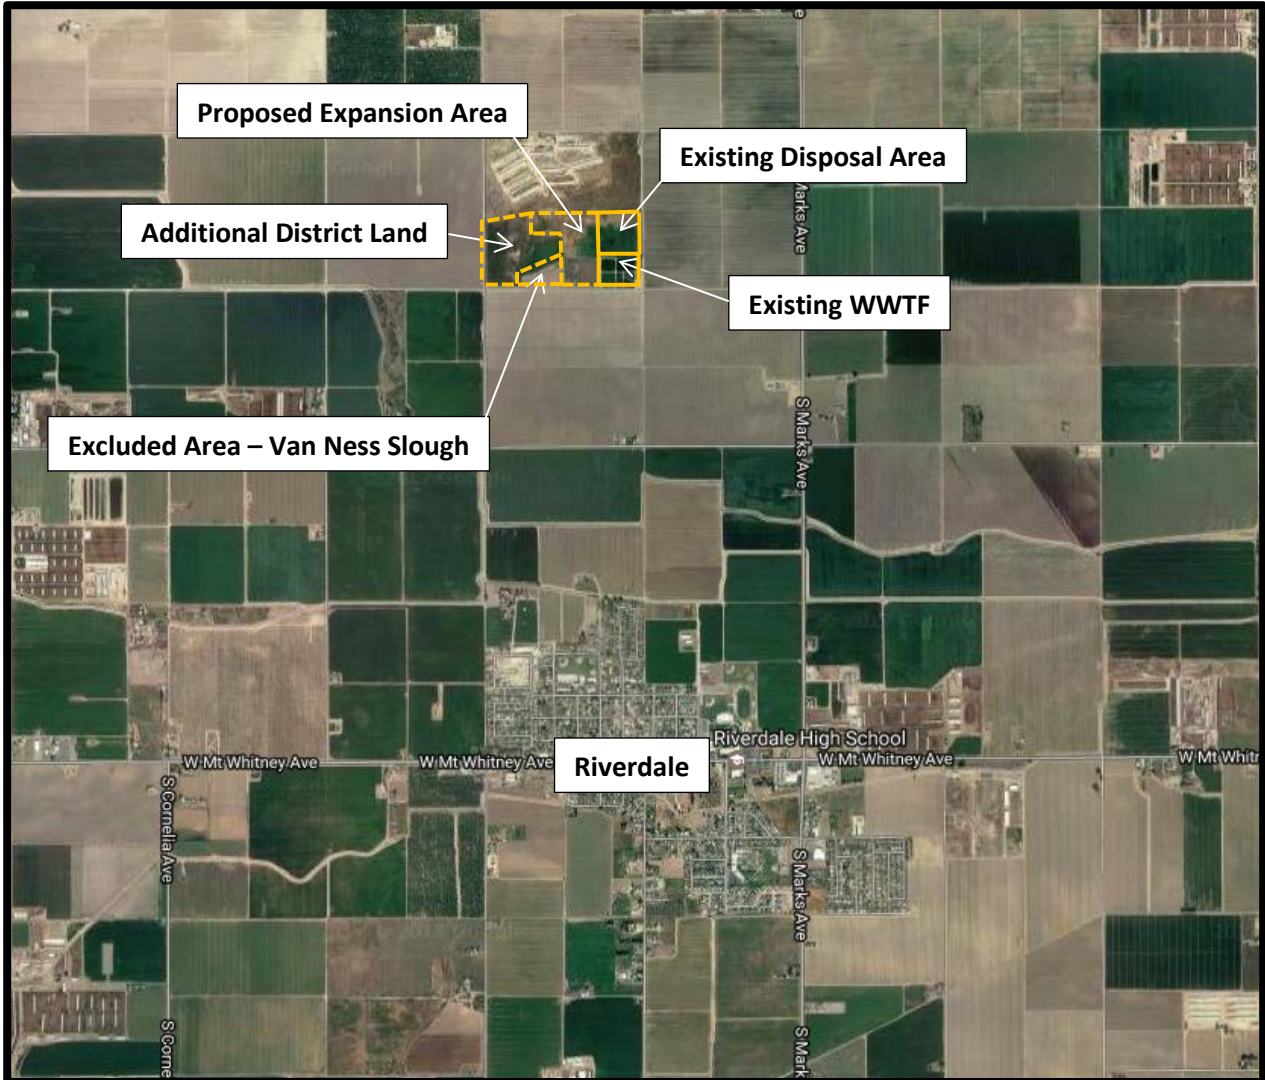 Proposed Expansion Area
Existing Disposal Area
Additional District Land
Existing WWTF
Excluded Area – Van Ness Slough
S Marks Ave
Marks Ave
Riverdale High School
W Mt Whitney Ave
W Mt Whitney Ave
W Mt Whitney Ave
W Mt Whitn
Riverdale
S Cornelia Ave
S Marks Ave
S Corne
S Mark